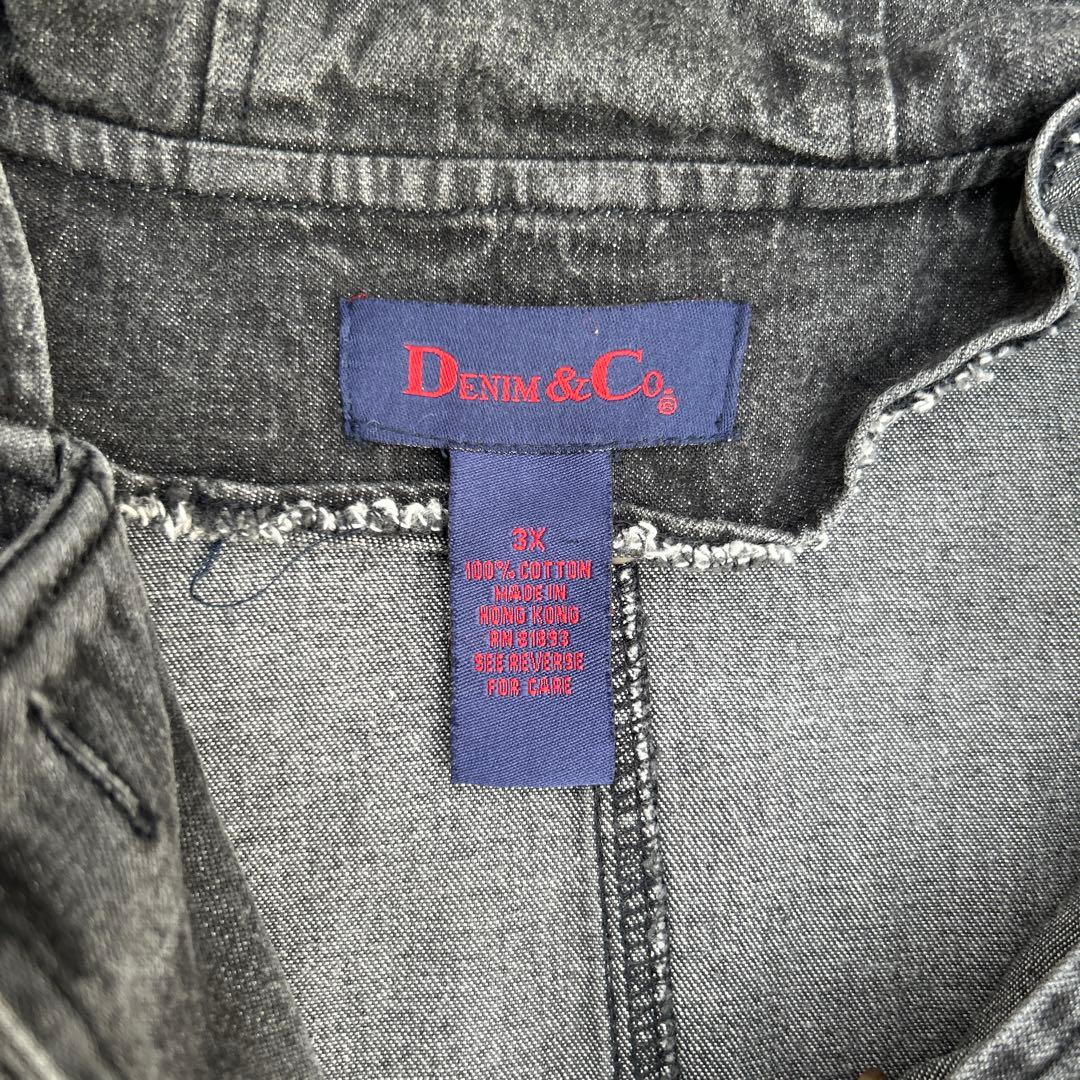 DENIM & CO.®
3X
100% COTTON
MADE IN
HONG KONG
RN 81893
SEE REVERSE
FOR CARE